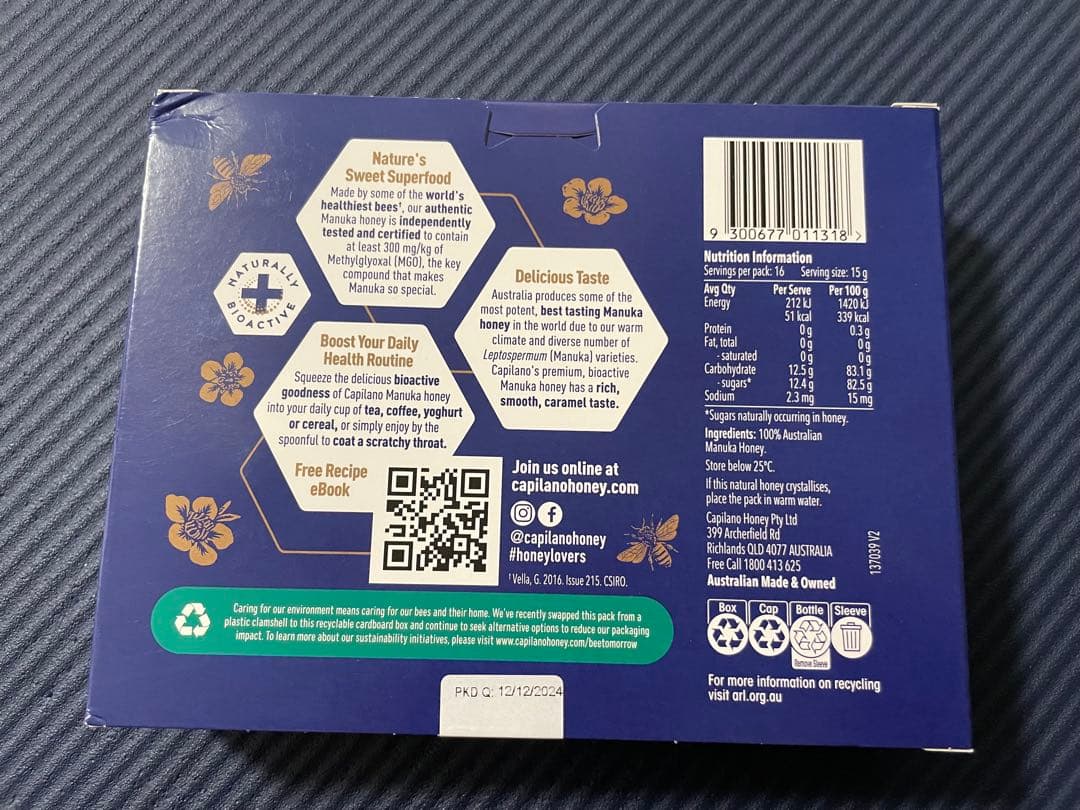 Nature's
Sweet Superfood
Made by some of the world's
healthiest bees†, our authentic
Manuka honey is independently
tested and certified to contain
at least 300 mg/kg of
Methylglyoxal (MGO), the key
compound that makes
Manuka so special.
NATURALLY
BIOACTIVE
Delicious Taste
Australia produces some of the
most potent, best tasting Manuka
honey in the world due to our warm
climate and diverse number of
Leptospermum (Manuka) varieties.
Capilano's premium, bioactive
Manuka honey has a rich,
smooth, caramel taste.
Boost Your Daily
Health Routine
Squeeze the delicious bioactive
goodness of Capilano Manuka honey
into your daily cup of tea, coffee, yoghurt
or cereal, or simply enjoy by the
spoonful to coat a scratchy throat.
Free Recipe
eBook
Join us online at
capilanohoney.com
@capilanohoney
#honeylovers
†Vella, G. 2016. Issue 215. CSIRO.
Caring for our environment means caring for our bees and their home. We've recently swapped this pack from a
plastic clamshell to this recyclable cardboard box and continue to seek alternative options to reduce our packaging
impact. To learn more about our sustainability initiatives, please visit www.capilanohoney.com/beetomorrow
PKD Q: 12/12/2024
9 300677 011318 >
Nutrition Information
Servings per pack: 16 Serving size: 15 g
Avg Qty Per Serve Per 100 g
Energy 212 kJ 1420 kJ
51 kcal 339 kcal
Protein 0 g 0.3 g
Fat, total 0 g 0 g
- saturated 0 g 0 g
Carbohydrate 12.5 g 83.1 g
- sugars* 12.4 g 82.5 g
Sodium 2.3 mg 15 mg
*Sugars naturally occurring in honey.
Ingredients: 100% Australian
Manuka Honey.
Store below 25°C.
If this natural honey crystallises,
place the pack in warm water.
Capilano Honey Pty Ltd
399 Archerfield Rd
Richlands QLD 4077 AUSTRALIA
Free Call 1800 413 625
Australian Made & Owned
137039 V2
Box Cap Bottle Sleeve
Remove Sleeve
For more information on recycling
visit arl.org.au